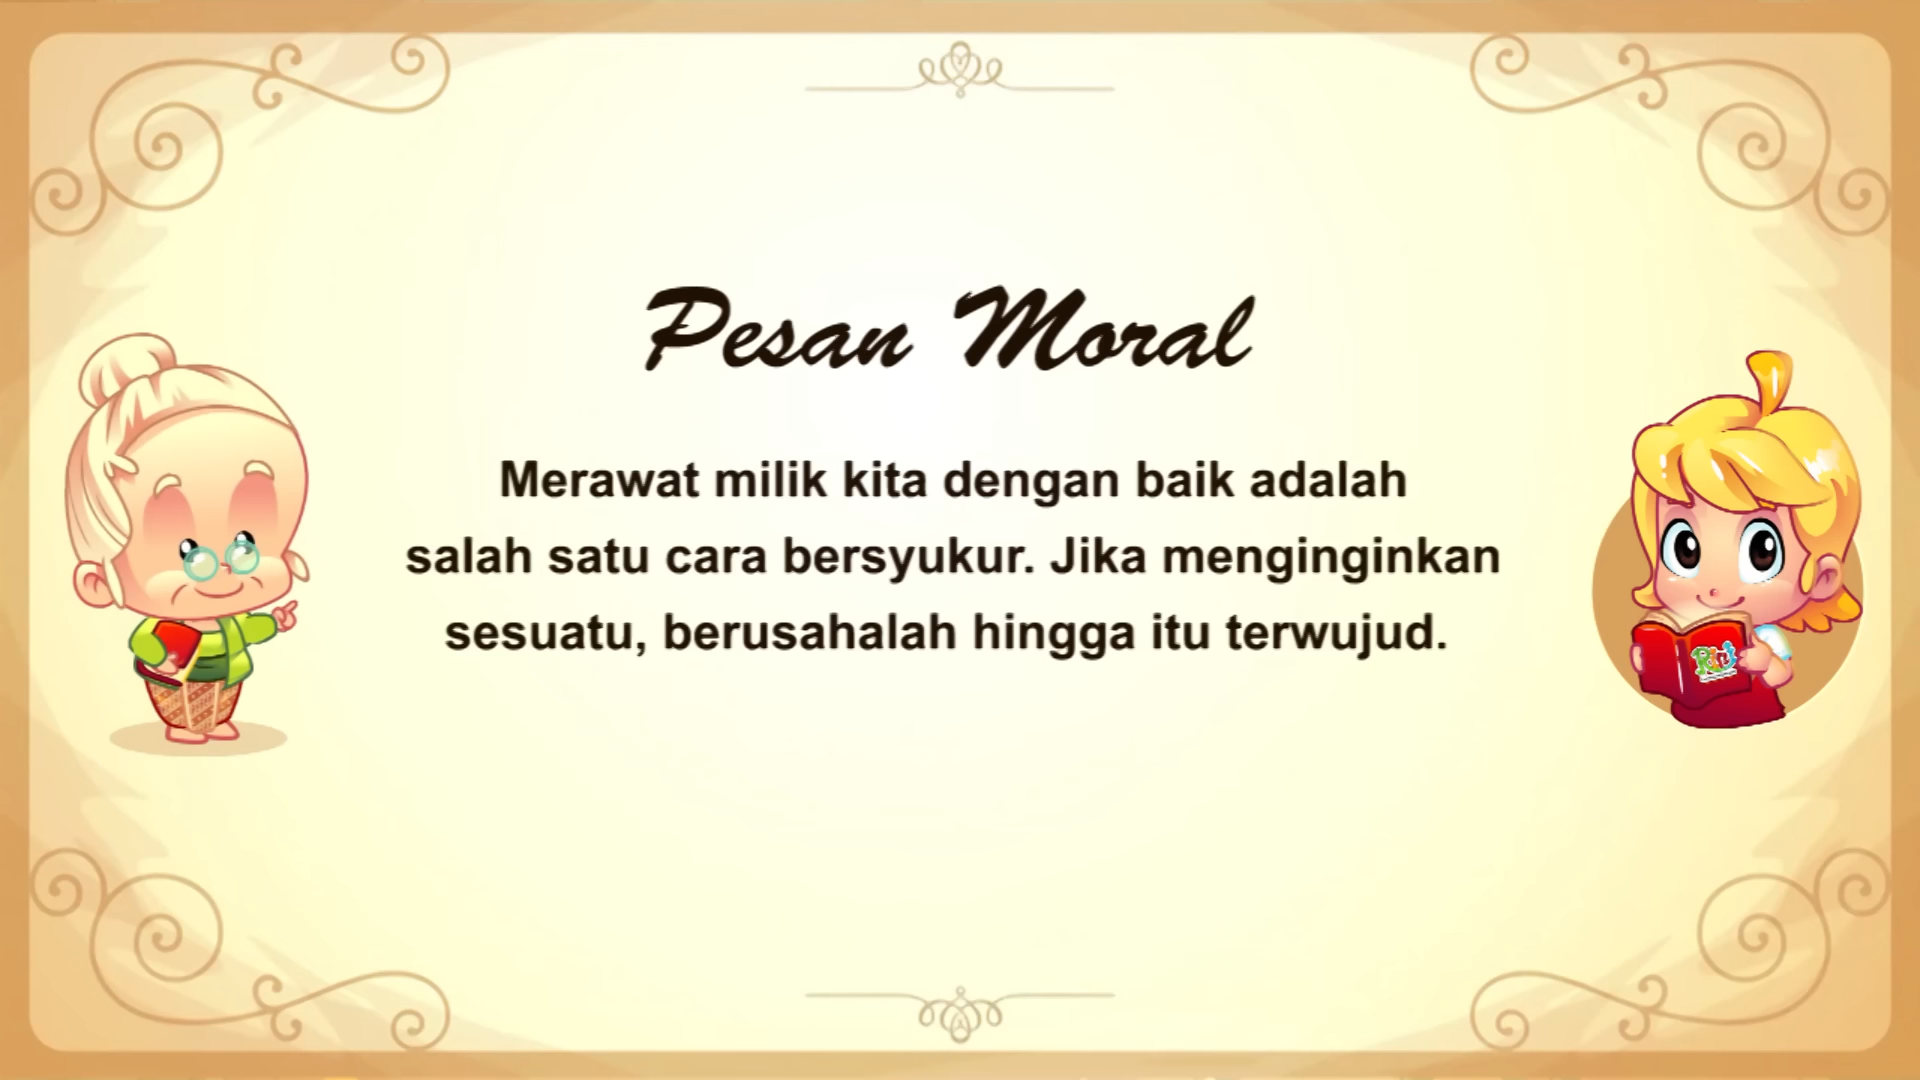 Pesan Moral
Merawat milik kita dengan baik adalah
salah satu cara bersyukur. Jika menginginkan
sesuatu, berusahalah hingga itu terwujud.
Riri